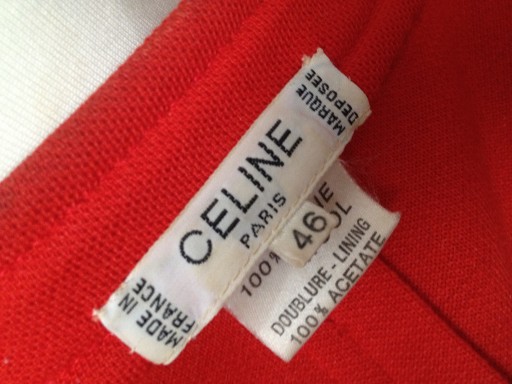 MADE IN
FRANCE
CELINE
PARIS
MARQUE
DEPOSEE
46
100%
DOUBLURE - LINING
100% ACETATE